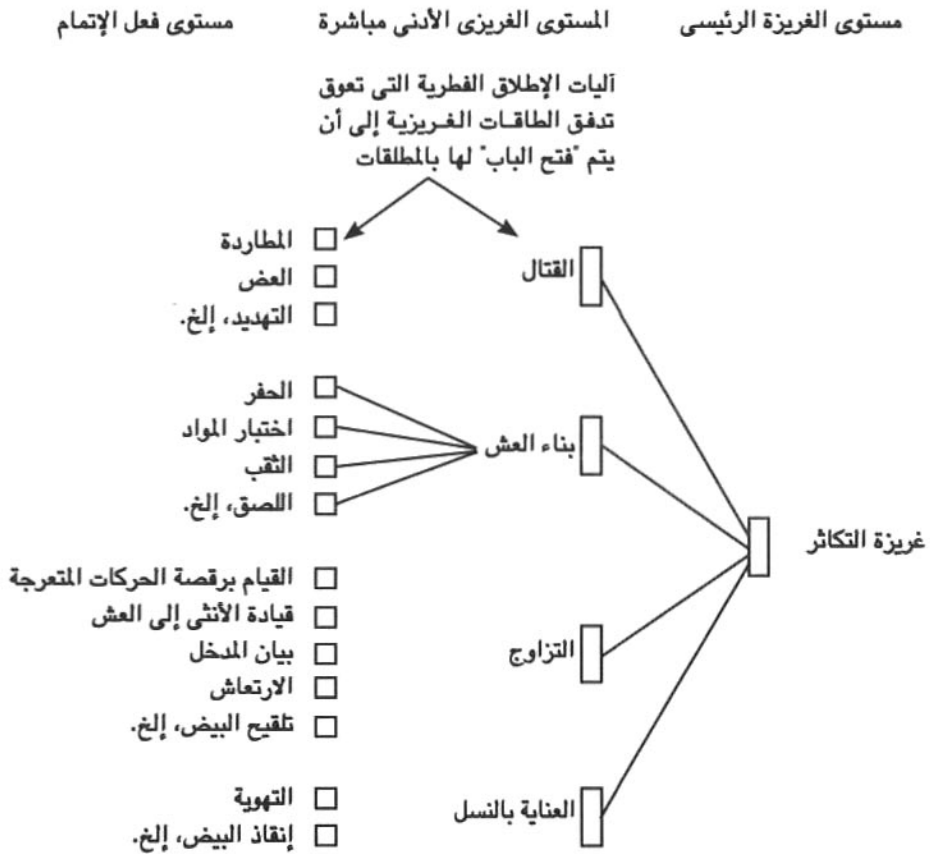 مستوى الغريزة الرئيسى
المستوى الغريزى الأدنى مباشرة
مستوى فعل الإتمام
آليات الإطلاق الفطرية التى تعوق
تدفق الطاقات الغريزية إلى أن
يتم "فتح الباب" لها بالمطلقات
غريزة التكاثر
القتال
المطاردة
العض
التهديد، إلخ.
بناء العش
الحفر
اختبار المواد
الثقب
اللصق، إلخ.
التزاوج
القيام برقصة الحركات المتعرجة
قيادة الأنثى إلى العش
بيان المدخل
الارتعاش
تلقيح البيض، إلخ.
العناية بالنسل
التهوية
إنقاذ البيض، إلخ.